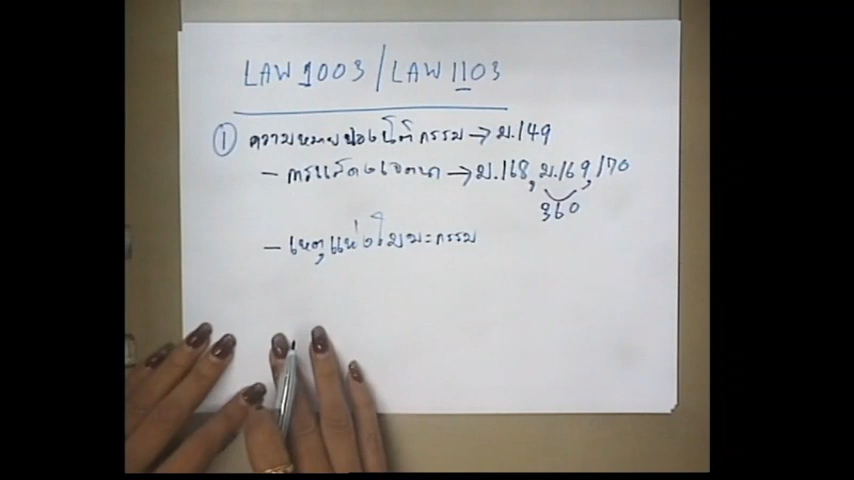 LAW 1003 / LAW 1103
① ความหมายของนิติกรรม → ม.149
- การแสดงเจตนา → ม.168, ม.169, 170
360
- เหตุแห่งโมฆะกรรม